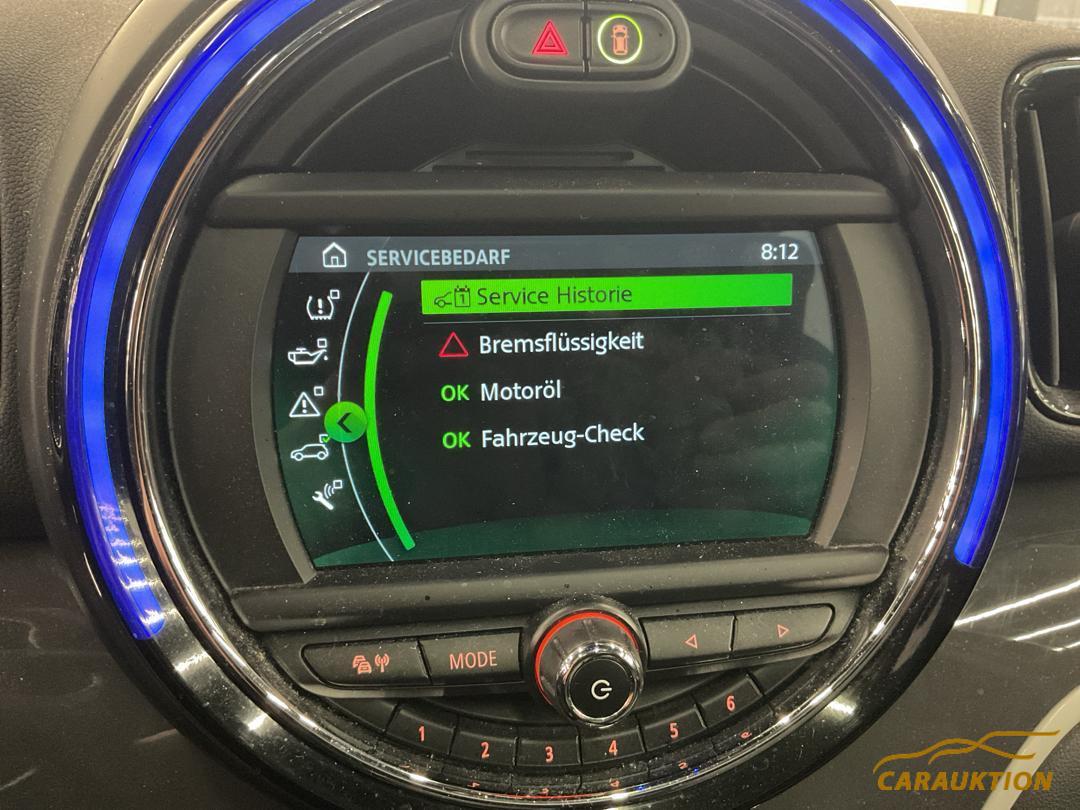 SERVICEBEDARF 8:12
Service Historie
Bremsflüssigkeit
OK Motoröl
OK Fahrzeug-Check
MODE
1 2 3 4 5 6
CARAUKTION